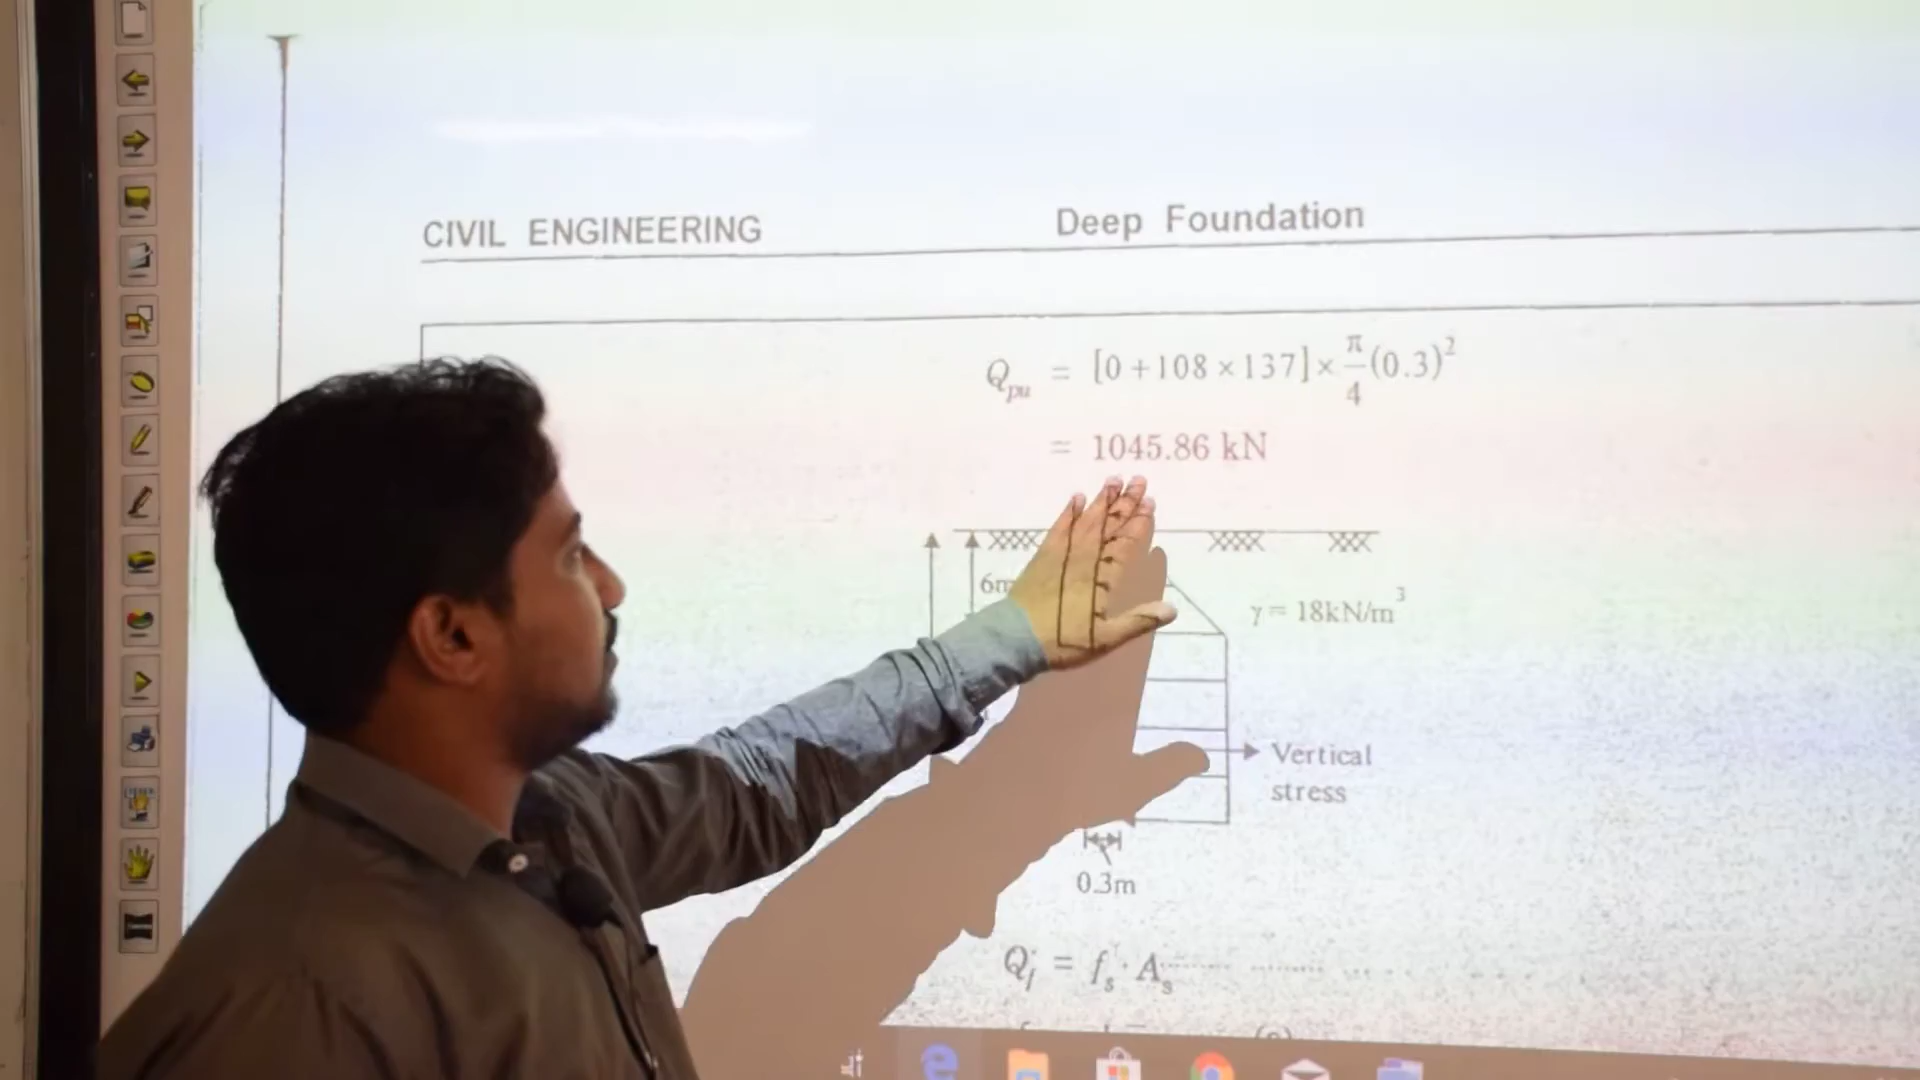 CIVIL ENGINEERING
Deep Foundation
Q_pu = [0 + 108 × 137] × π/4 (0.3)²
= 1045.86 kN
6m
γ = 18kN/m³
Vertical
stress
0.3m
Q_f = f_s · A_s